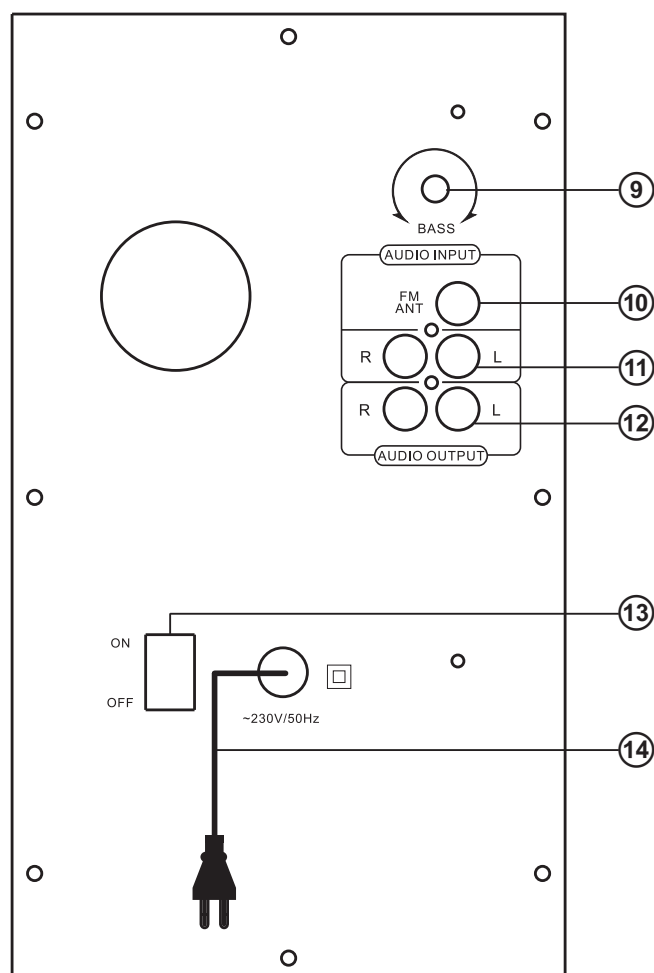 9
BASS
AUDIO INPUT
FM
ANT
10
R L
11
R L
12
AUDIO OUTPUT
13
ON
OFF
~230V/50Hz
14